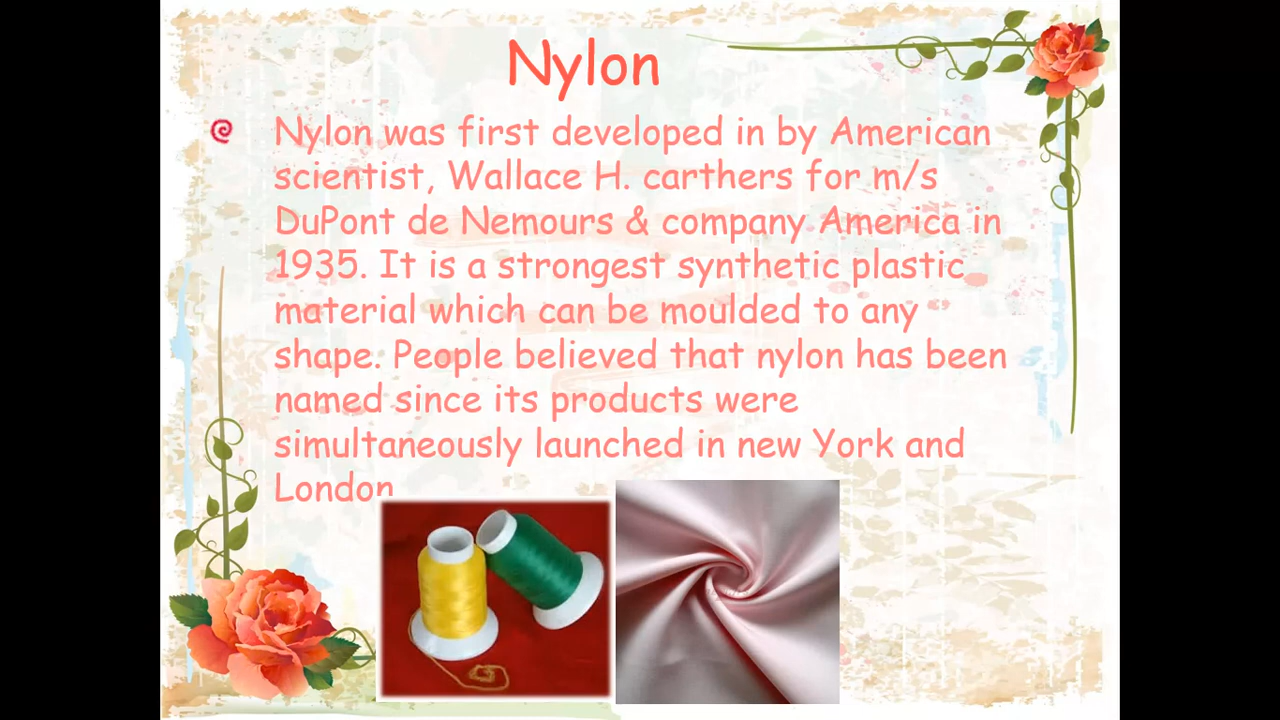 Nylon
Nylon was first developed in by American
scientist, Wallace H. carthers for m/s
DuPont de Nemours & company America in
1935. It is a strongest synthetic plastic
material which can be moulded to any
shape. People believed that nylon has been
named since its products were
simultaneously launched in new York and
London